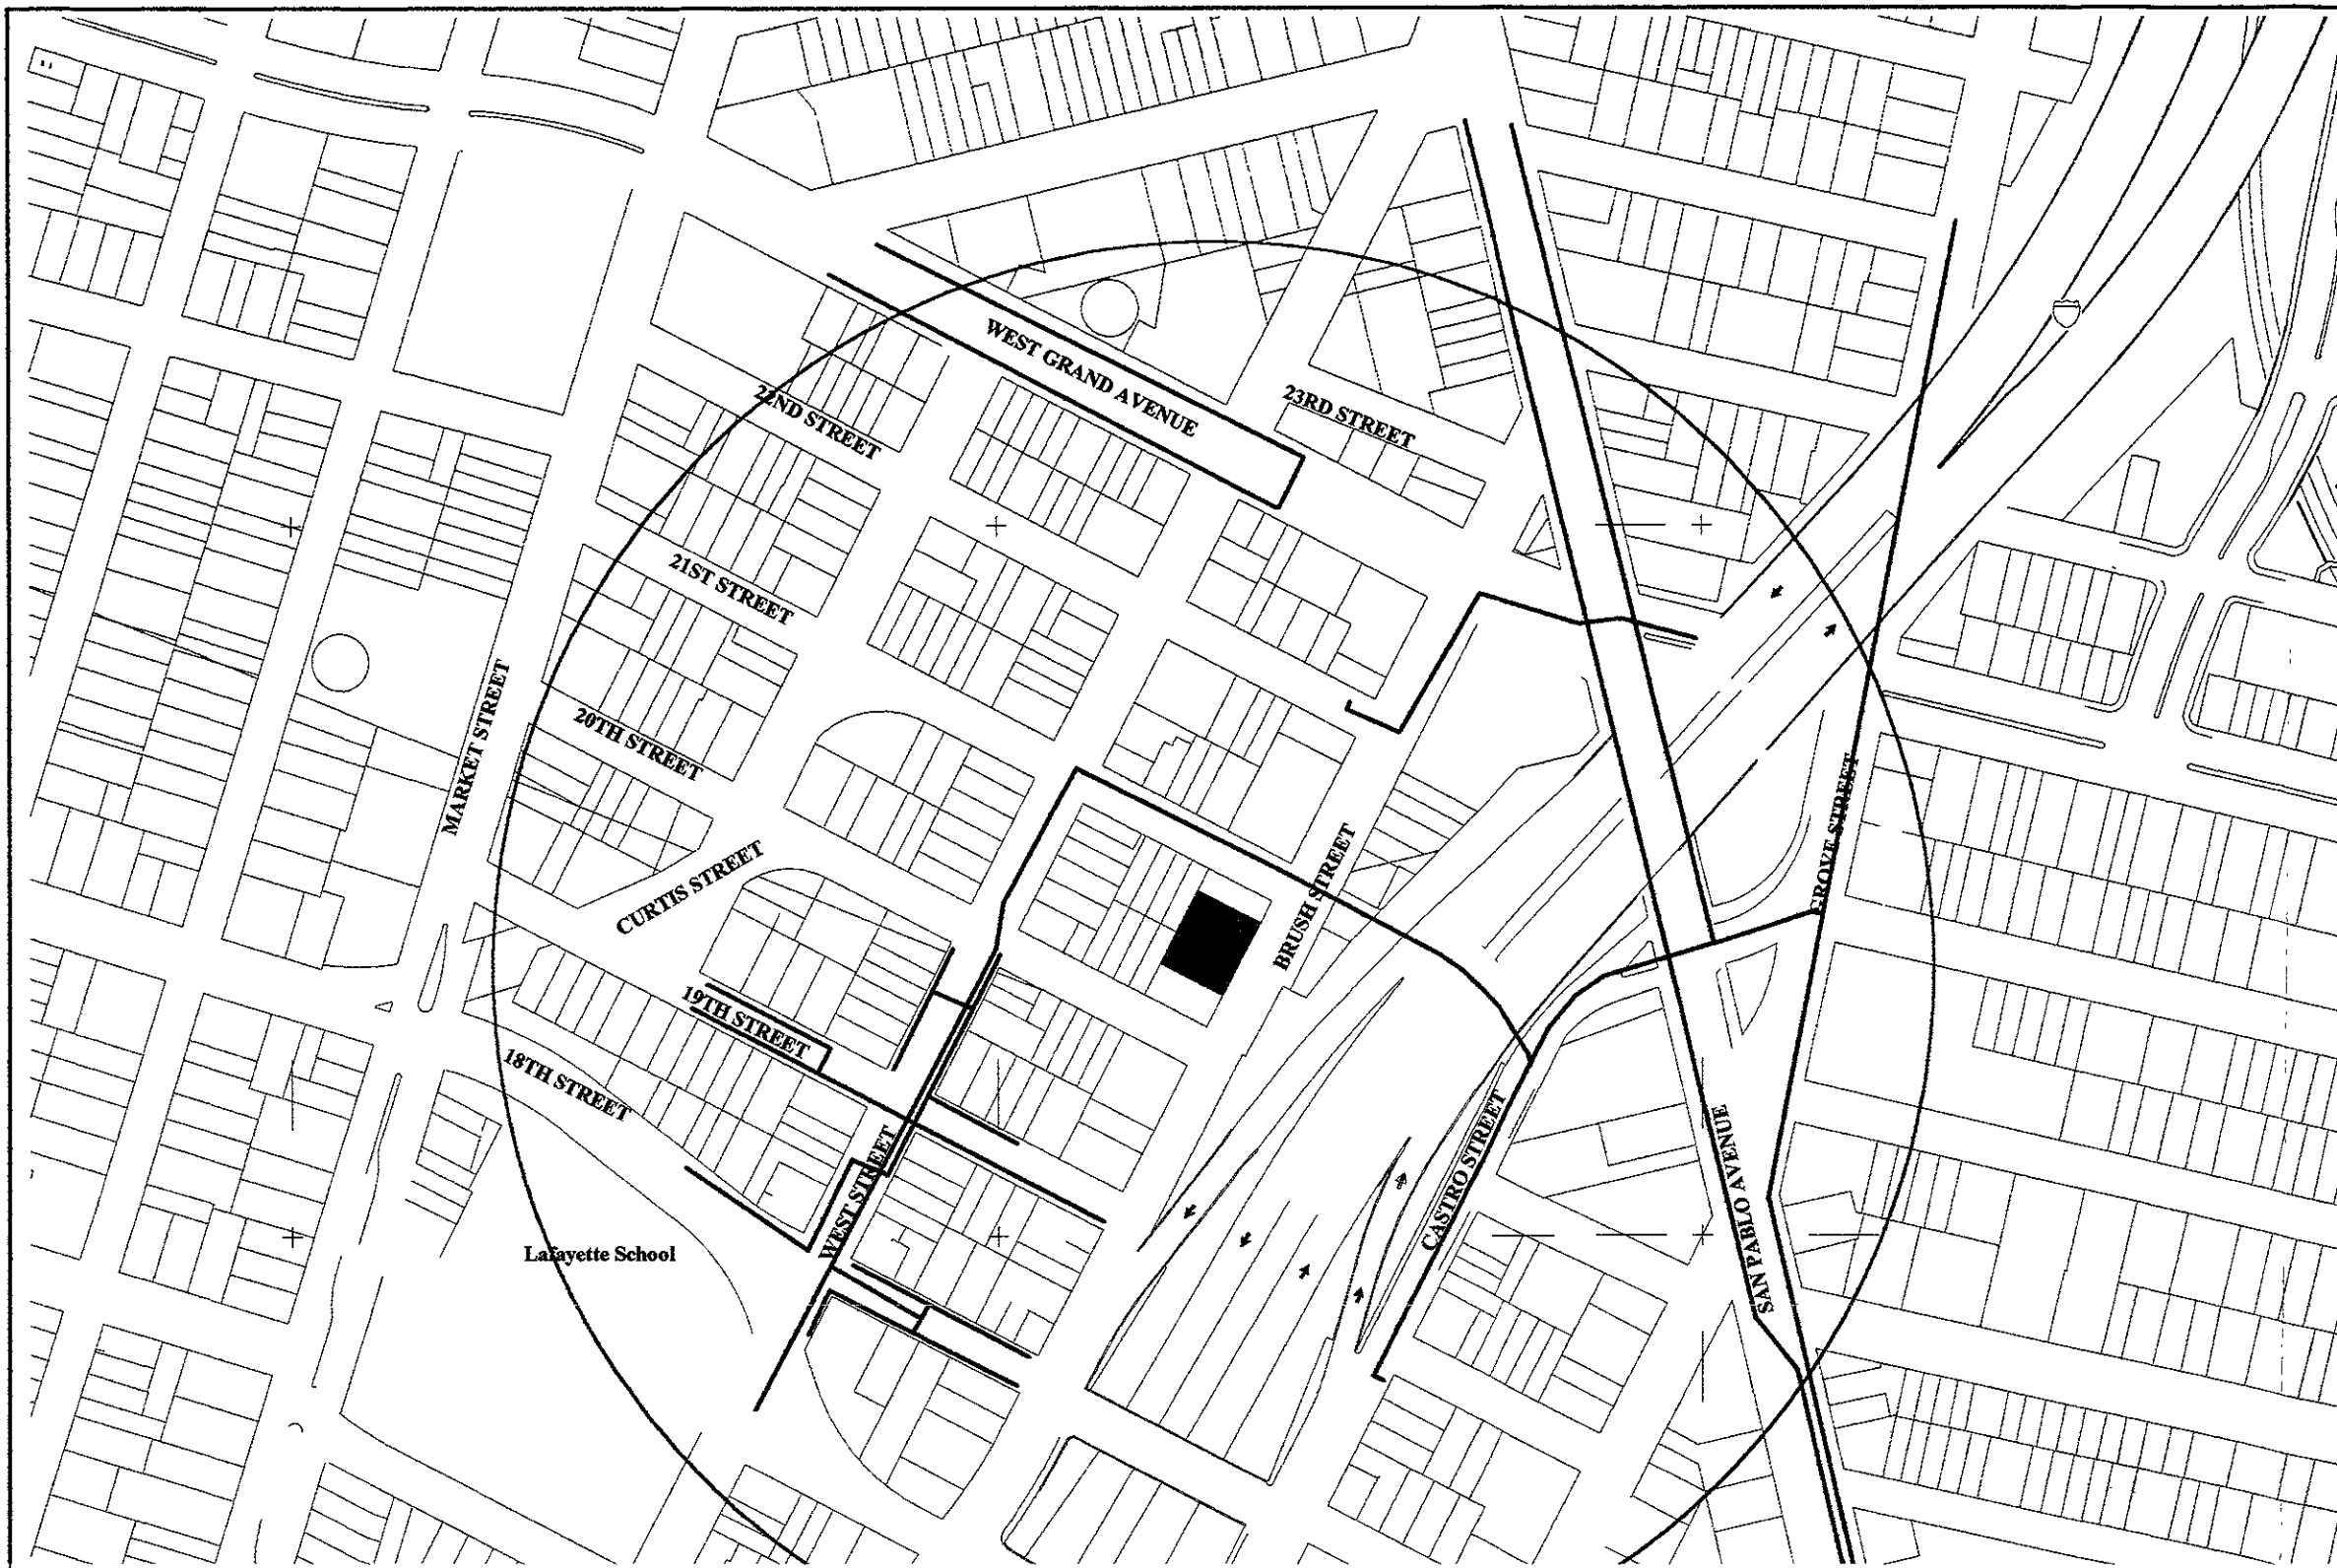 WEST GRAND AVENUE
23RD STREET
22ND STREET
21ST STREET
MARKET STREET
20TH STREET
GROVE STREET
CURTIS STREET
BRUSH STREET
19TH STREET
18TH STREET
WEST STREET
CASTRO STREET
SAN PABLO AVENUE
Lafayette School